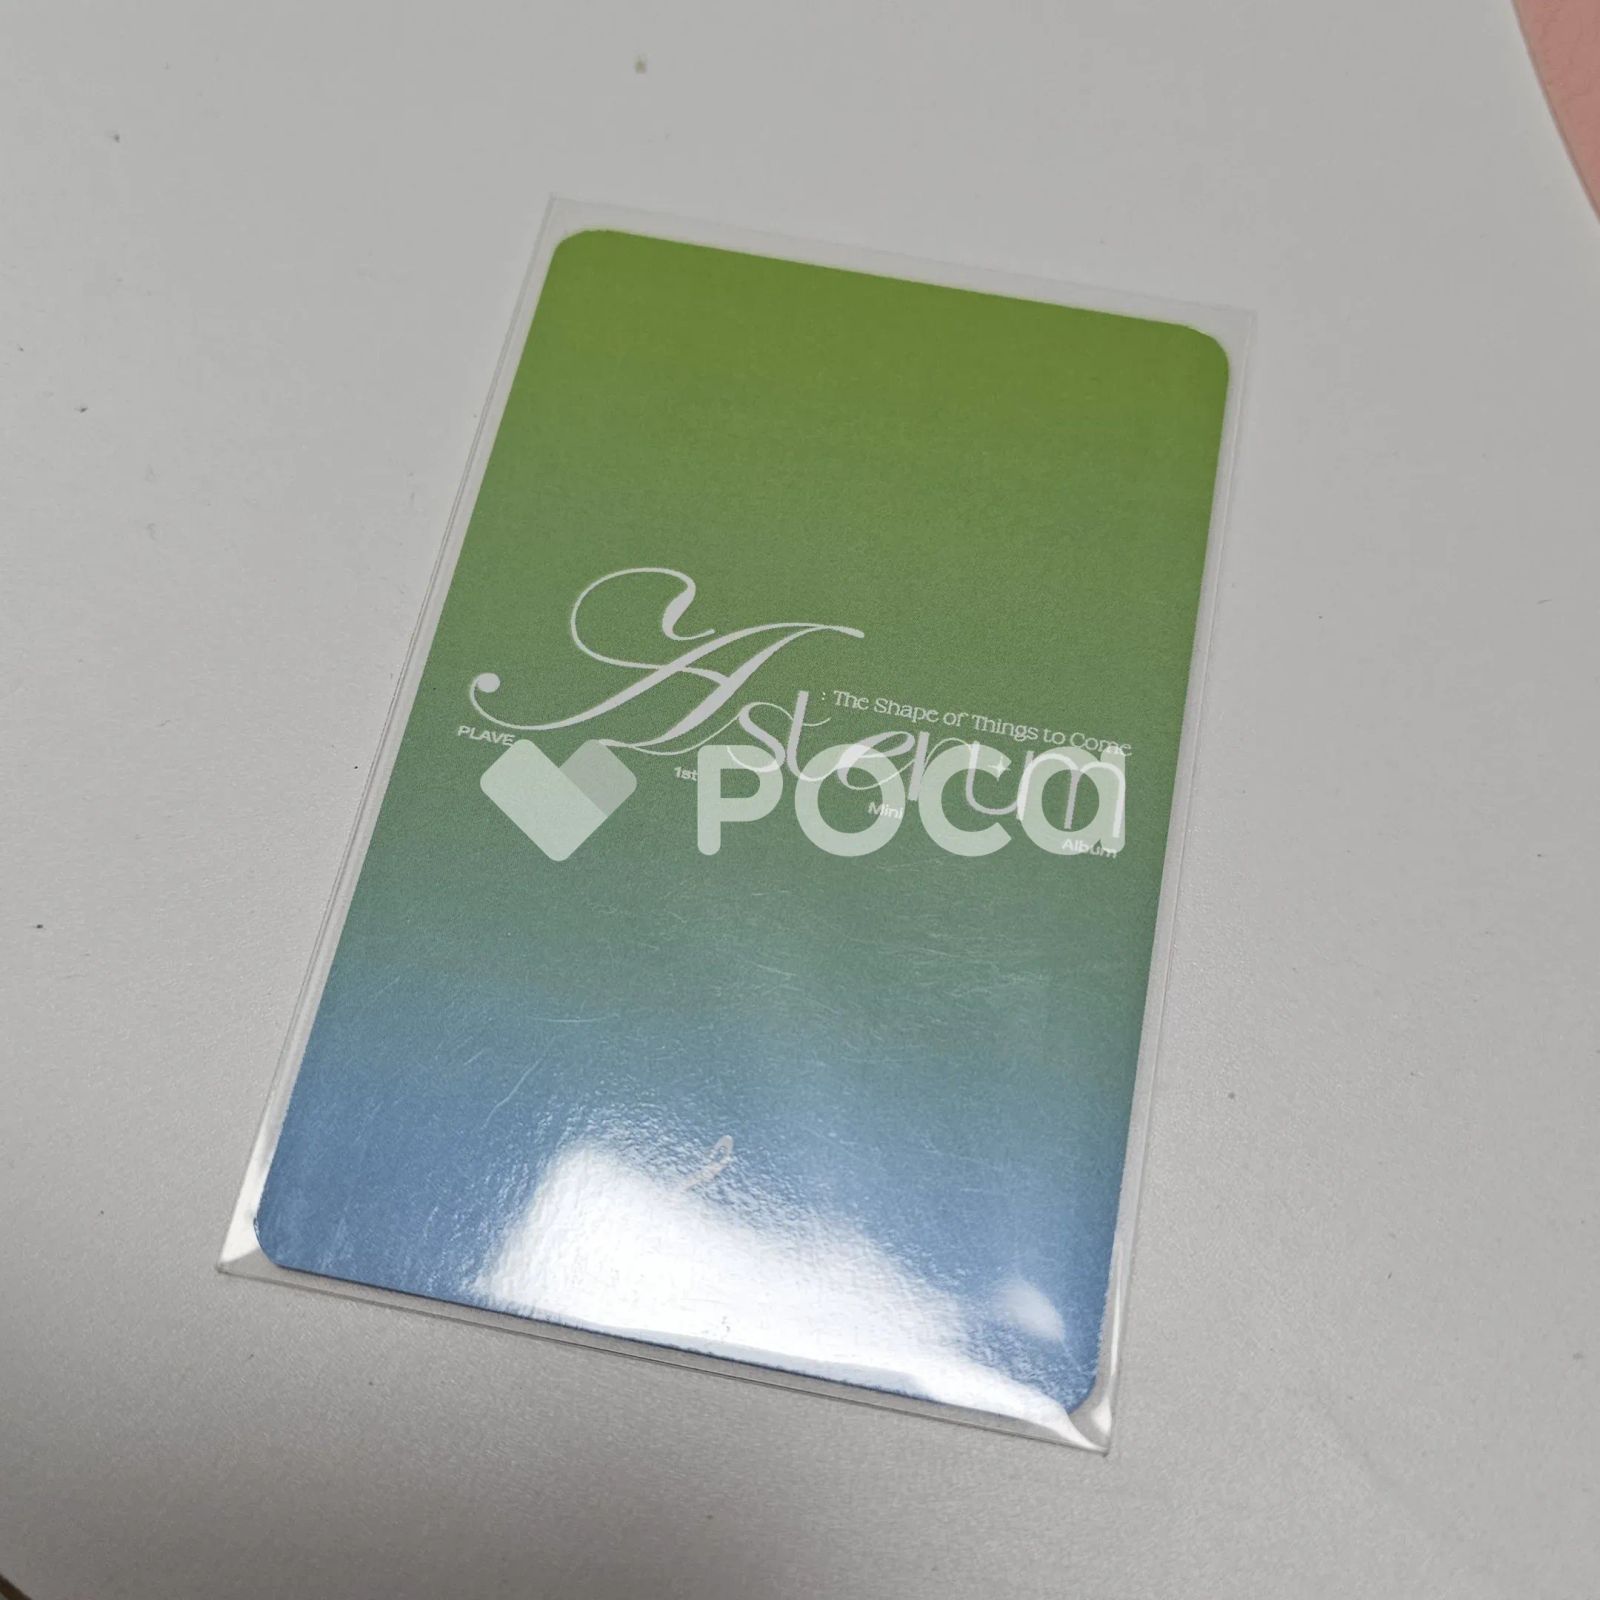 Asterum
: The Shape of Things to Come
PLAVE
1st
Mini
Album
POCA